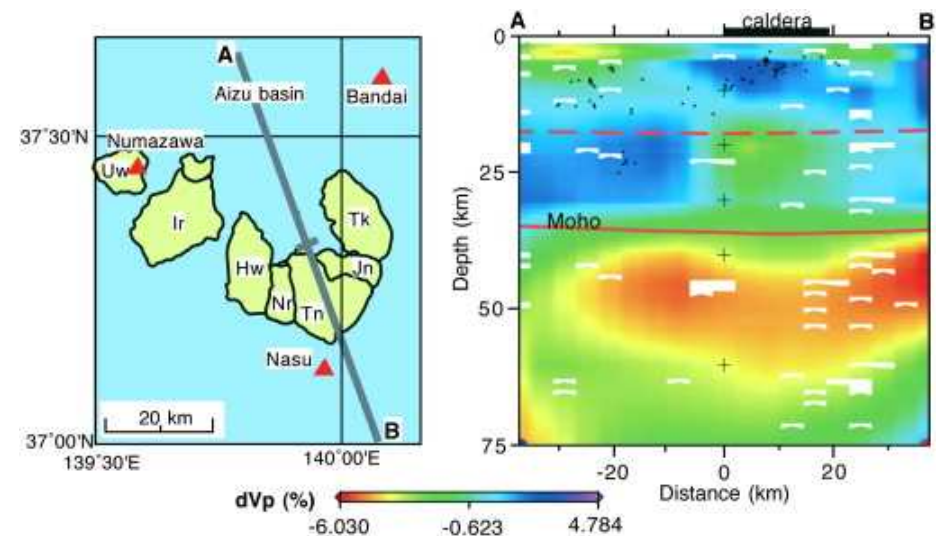 A
Aizu basin
Bandai
37°30'N
Numazawa
Uw
Ir
Tk
Hw
Jn
Nr
Tn
Nasu
20 km
B
37°00'N
139°30'E
140°00'E
A
caldera
B
0
25
Moho
50
75
Depth (km)
-20
0
20
Distance (km)
dVp (%)
-6.030
-0.623
4.784